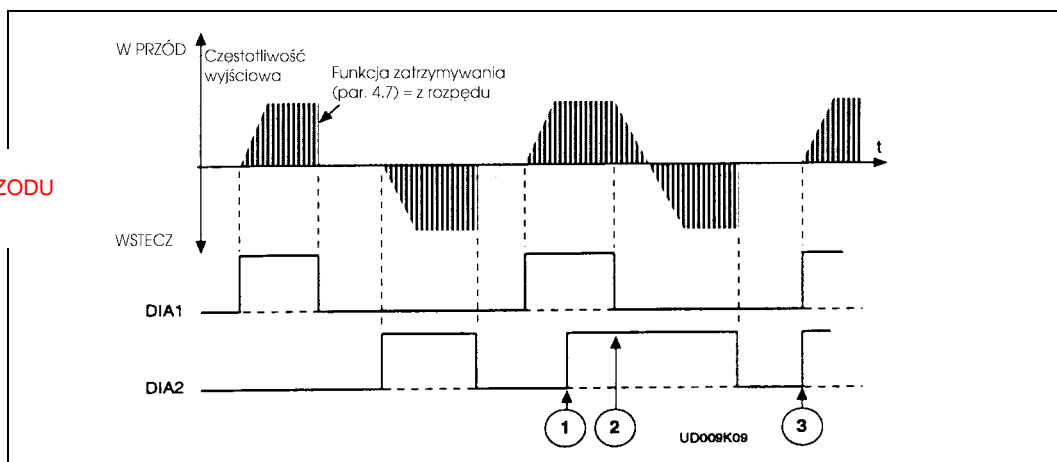 W PRZÓD
Częstotliwość
wyjściowa
Funkcja zatrzymywania
(par. 4.7) = z rozpędu
t
ZODU
WSTECZ
DIA1
DIA2
1
2
3
UD009K09